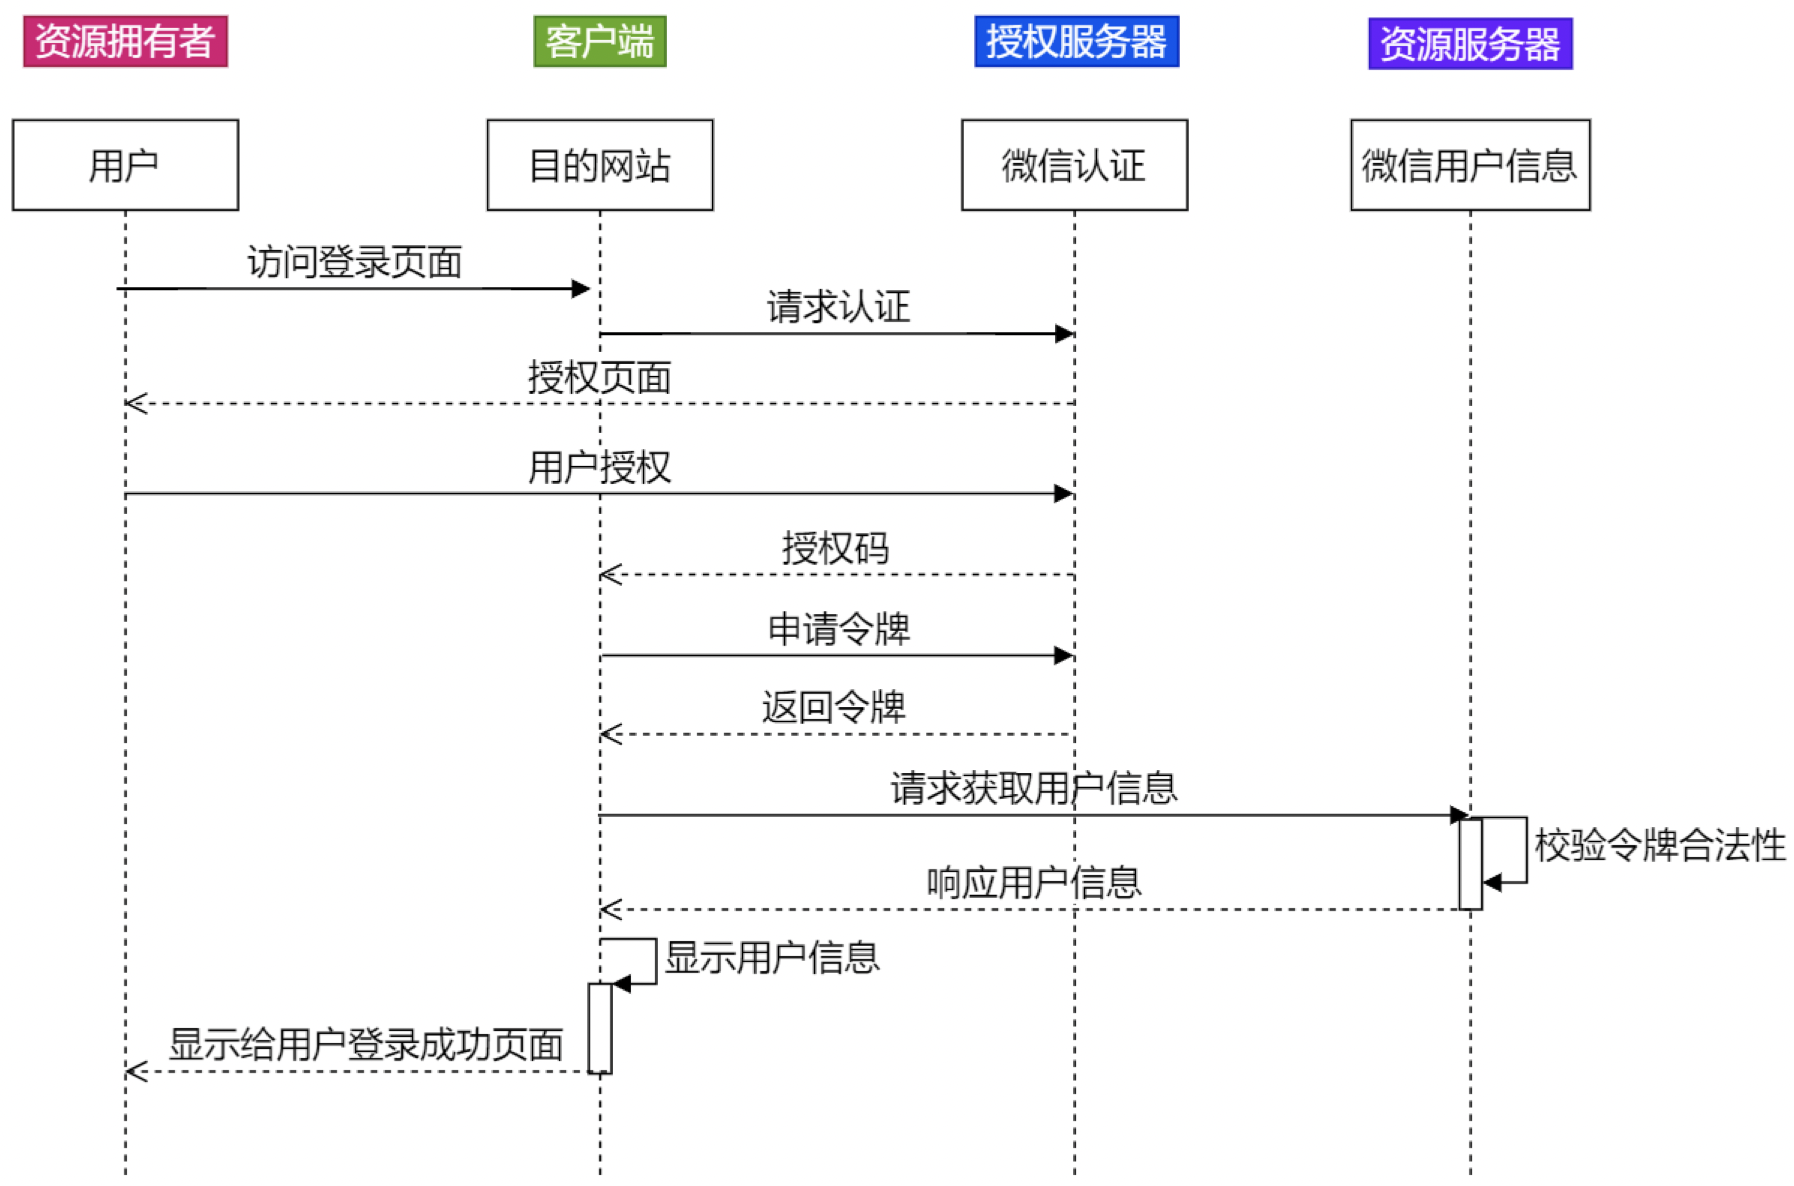 资源拥有者
客户端
授权服务器
资源服务器
用户
目的网站
微信认证
微信用户信息
访问登录页面
请求认证
授权页面
用户授权
授权码
申请令牌
返回令牌
请求获取用户信息
校验令牌合法性
响应用户信息
显示用户信息
显示给用户登录成功页面